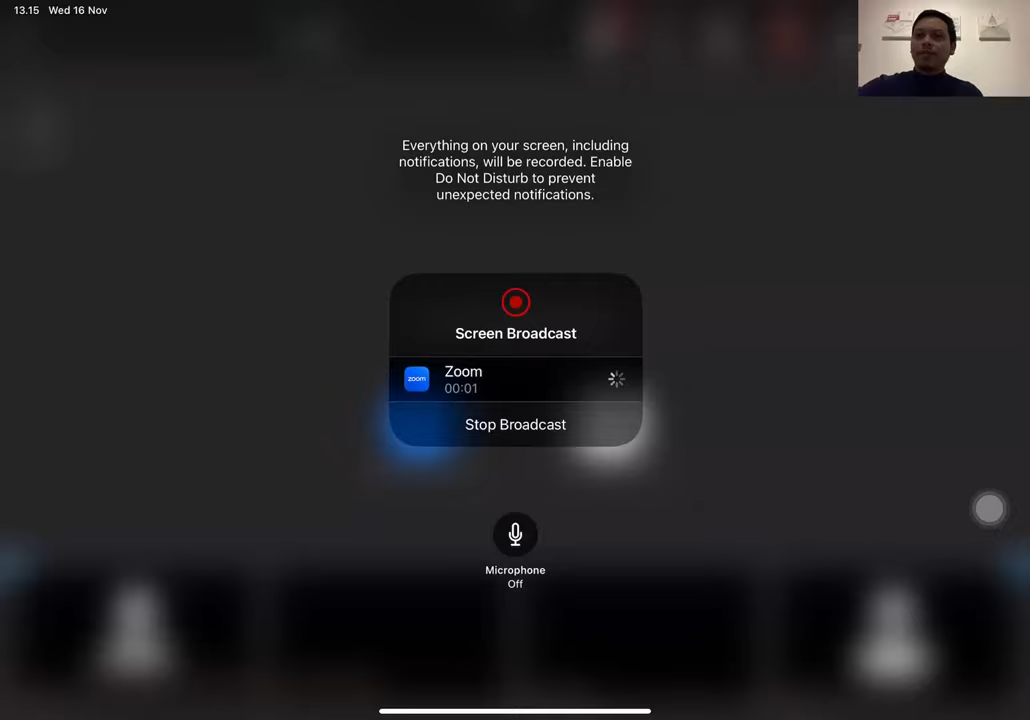 13.15 Wed 16 Nov
Everything on your screen, including
notifications, will be recorded. Enable
Do Not Disturb to prevent
unexpected notifications.
Screen Broadcast
zoom
Zoom
00:01
Stop Broadcast
Microphone
Off